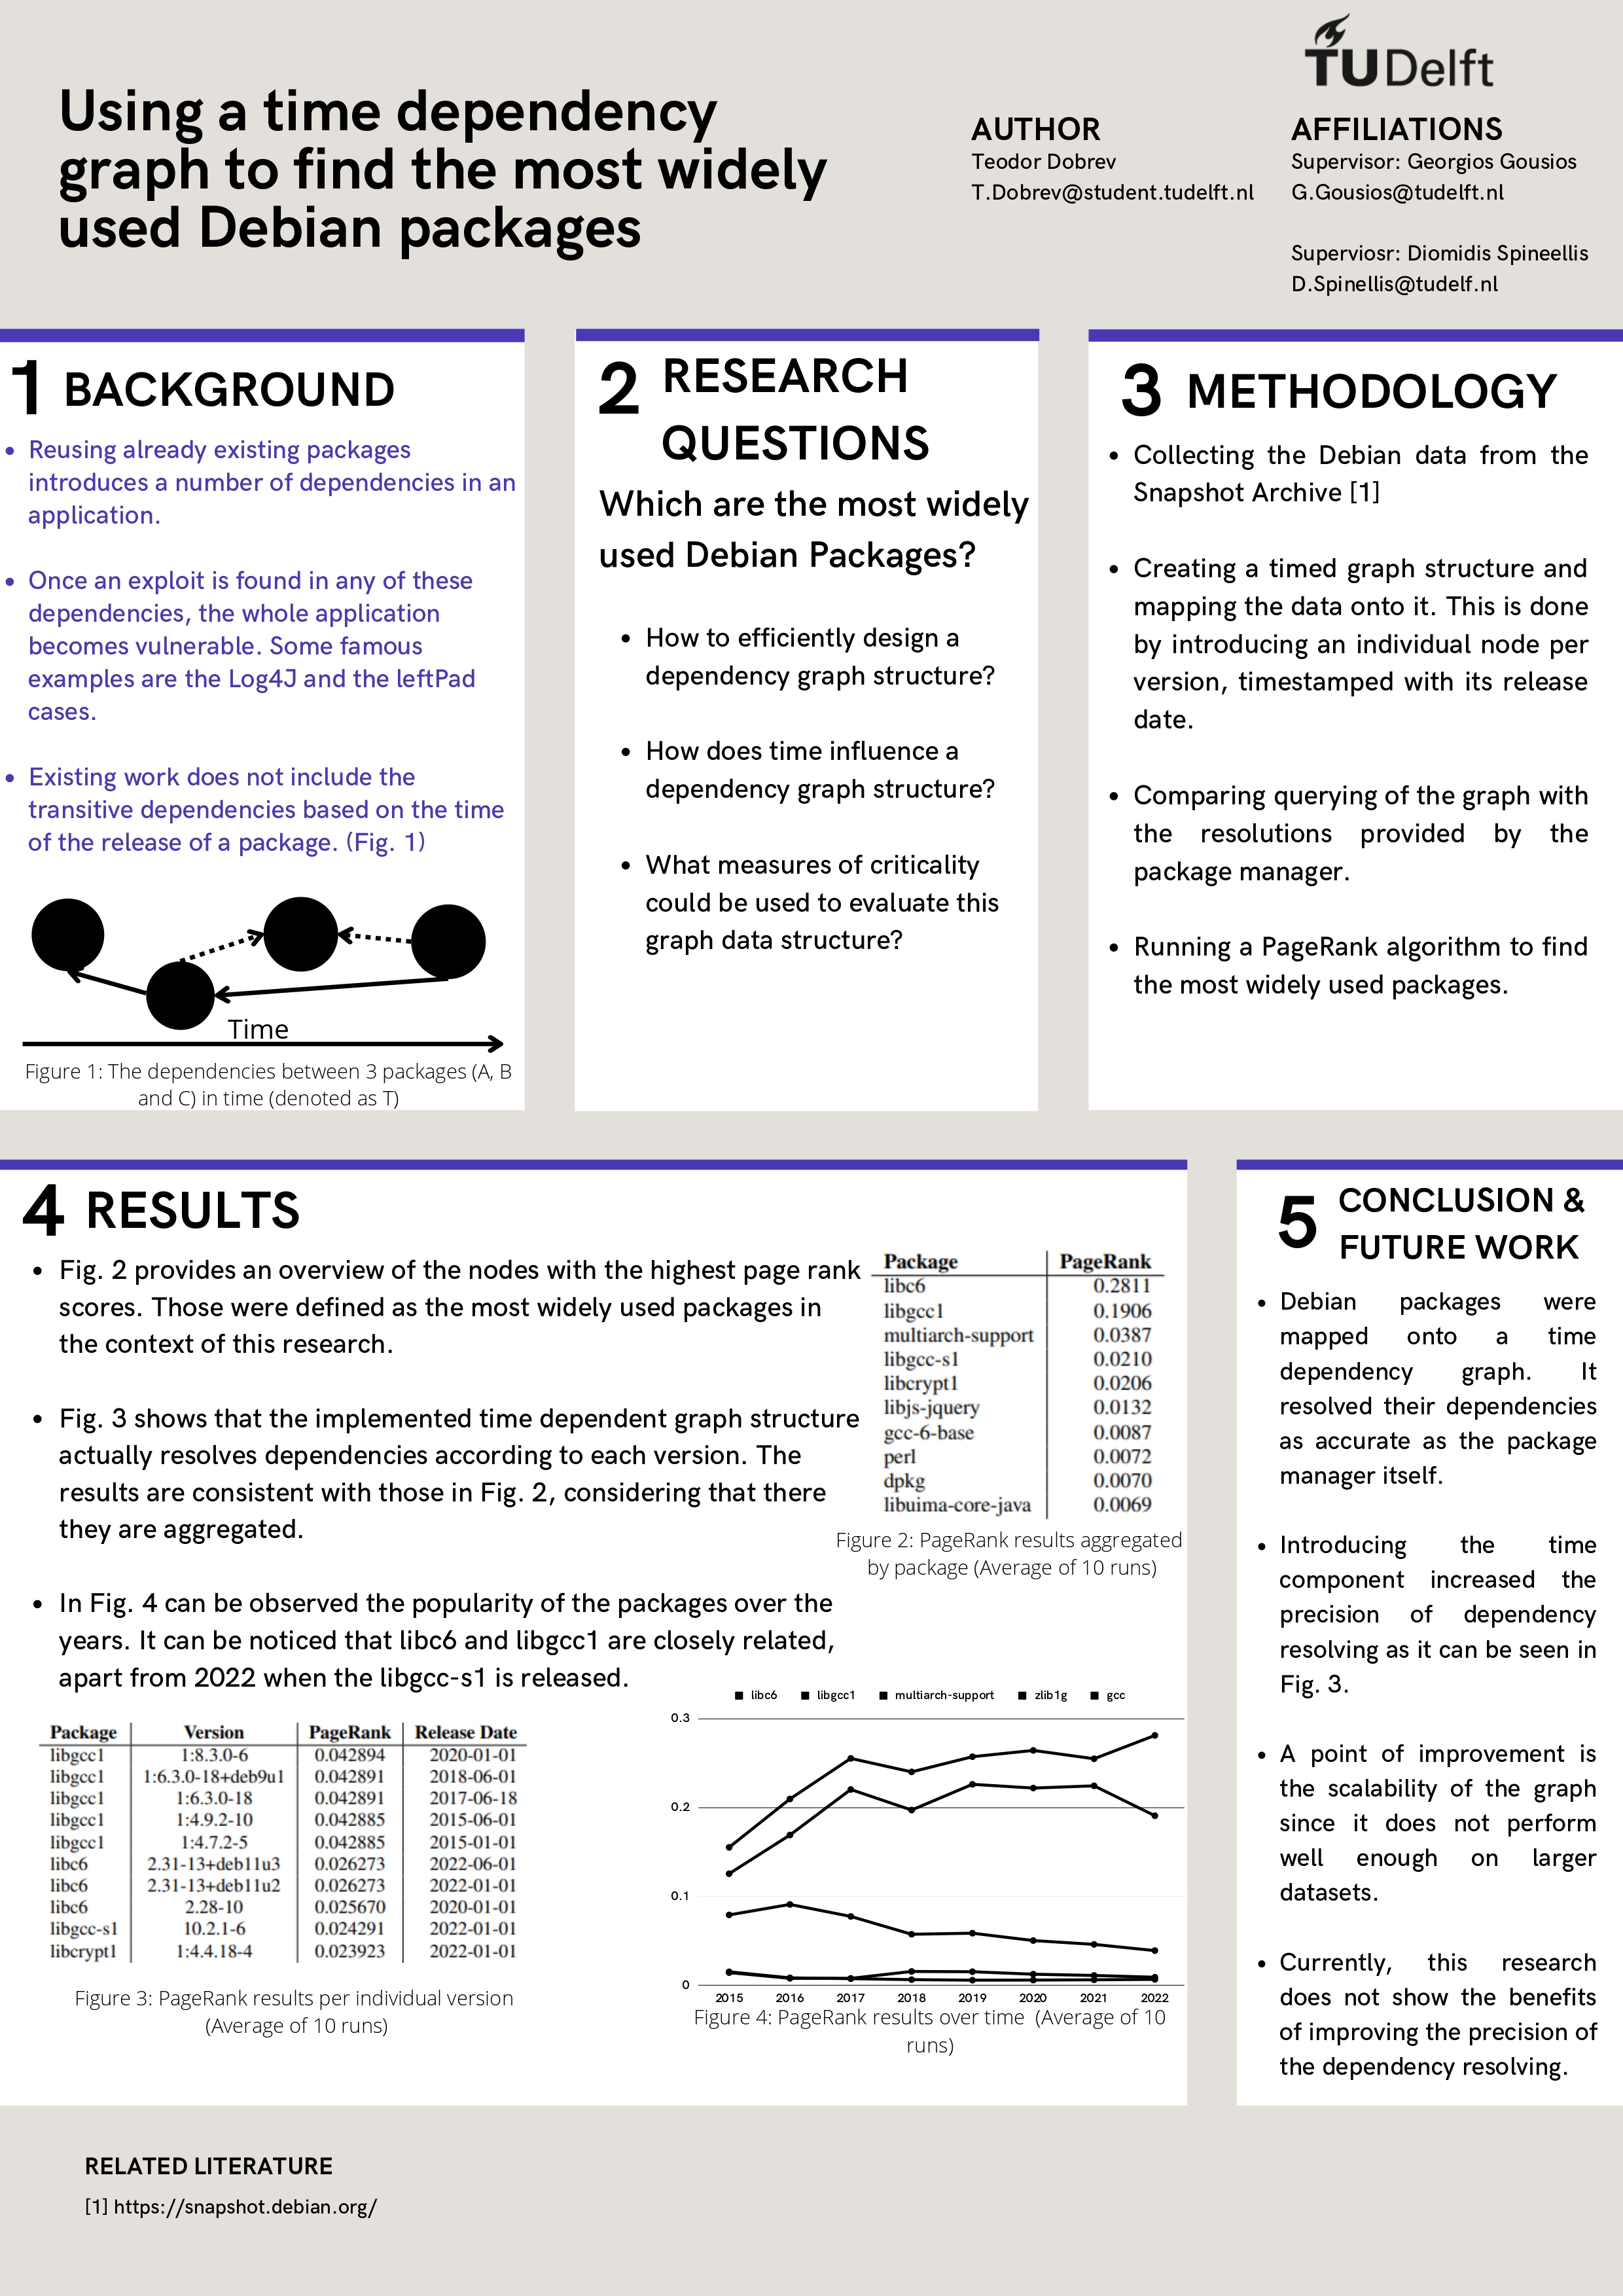 TUDelft
Using a time dependency
graph to find the most widely
used Debian packages
AUTHOR
Teodor Dobrev
T.Dobrev@student.tudelft.nl
AFFILIATIONS
Supervisor: Georgios Gousios
G.Gousios@tudelft.nl
Superviosr: Diomidis Spineellis
D.Spinellis@tudelf.nl
1 BACKGROUND
• Reusing already existing packages
introduces a number of dependencies in an
application.
• Once an exploit is found in any of these
dependencies, the whole application
becomes vulnerable. Some famous
examples are the Log4J and the leftPad
cases.
• Existing work does not include the
transitive dependencies based on the time
of the release of a package. (Fig. 1)
Time
Figure 1: The dependencies between 3 packages (A, B
and C) in time (denoted as T)
2 RESEARCH
QUESTIONS
Which are the most widely
used Debian Packages?
• How to efficiently design a
dependency graph structure?
• How does time influence a
dependency graph structure?
• What measures of criticality
could be used to evaluate this
graph data structure?
3 METHODOLOGY
• Collecting the Debian data from the
Snapshot Archive [1]
• Creating a timed graph structure and
mapping the data onto it. This is done
by introducing an individual node per
version, timestamped with its release
date.
• Comparing querying of the graph with
the resolutions provided by the
package manager.
• Running a PageRank algorithm to find
the most widely used packages.
4 RESULTS
• Fig. 2 provides an overview of the nodes with the highest page rank
scores. Those were defined as the most widely used packages in
the context of this research.
• Fig. 3 shows that the implemented time dependent graph structure
actually resolves dependencies according to each version. The
results are consistent with those in Fig. 2, considering that there
they are aggregated.
• In Fig. 4 can be observed the popularity of the packages over the
years. It can be noticed that libc6 and libgcc1 are closely related,
apart from 2022 when the libgcc-s1 is released.
Package PageRank
libc6 0.2811
libgcc1 0.1906
multiarch-support 0.0387
libgcc-s1 0.0210
libcrypt1 0.0206
libjs-jquery 0.0132
gcc-6-base 0.0087
perl 0.0072
dpkg 0.0070
libuima-core-java 0.0069
Figure 2: PageRank results aggregated
by package (Average of 10 runs)
Package Version PageRank Release Date
libgcc1 1:8.3.0-6 0.042894 2020-01-01
libgcc1 1:6.3.0-18+deb9u1 0.042891 2018-06-01
libgcc1 1:6.3.0-18 0.042891 2017-06-18
libgcc1 1:4.9.2-10 0.042885 2015-06-01
libgcc1 1:4.7.2-5 0.042885 2015-01-01
libc6 2.31-13+deb11u3 0.026273 2022-06-01
libc6 2.31-13+deb11u2 0.026273 2022-01-01
libc6 2.28-10 0.025670 2020-01-01
libgcc-s1 10.2.1-6 0.024291 2022-01-01
libcrypt1 1:4.4.18-4 0.023923 2022-01-01
Figure 3: PageRank results per individual version
(Average of 10 runs)
libc6 libgcc1 multiarch-support zlib1g gcc
0.3
0.2
0.1
0
2015 2016 2017 2018 2019 2020 2021 2022
Figure 4: PageRank results over time (Average of 10
runs)
5 CONCLUSION &
FUTURE WORK
• Debian packages were
mapped onto a time
dependency graph. It
resolved their dependencies
as accurate as the package
manager itself.
• Introducing the time
component increased the
precision of dependency
resolving as it can be seen in
Fig. 3.
• A point of improvement is
the scalability of the graph
since it does not perform
well enough on larger
datasets.
• Currently, this research
does not show the benefits
of improving the precision of
the dependency resolving.
RELATED LITERATURE
[1] https://snapshot.debian.org/